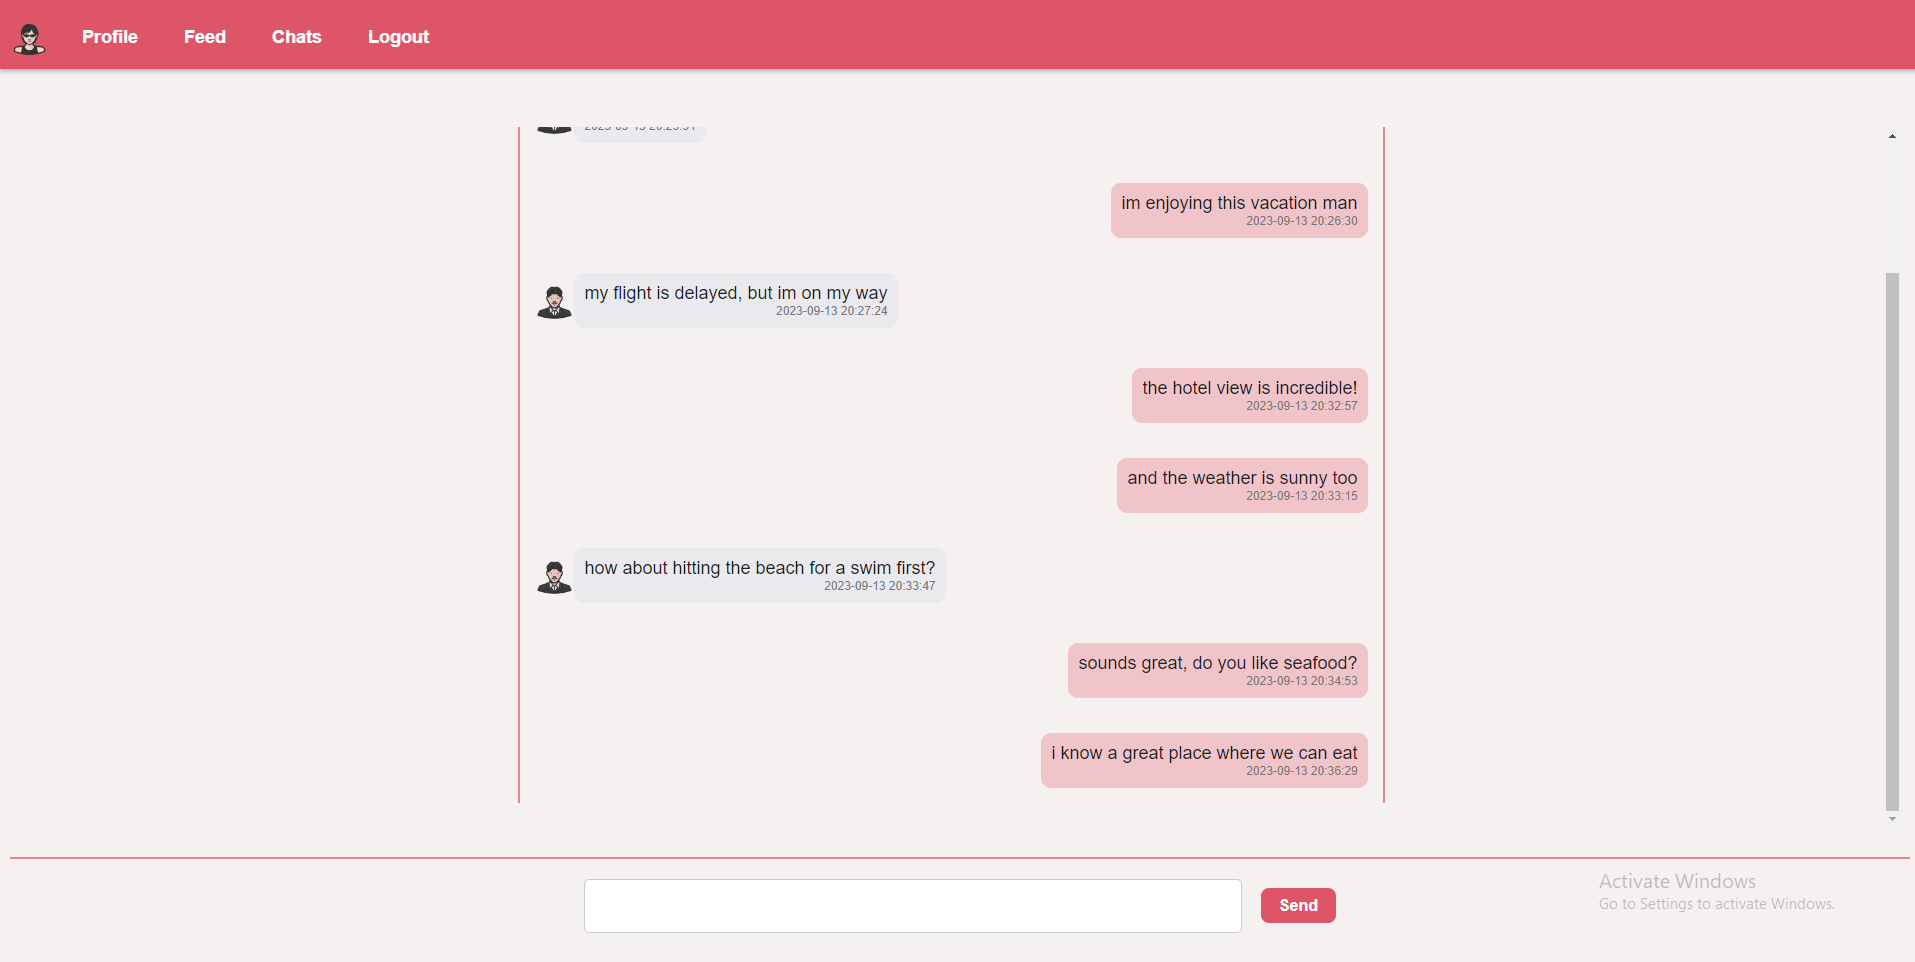 Profile
Feed
Chats
Logout
im enjoying this vacation man
2023-09-13 20:26:30
my flight is delayed, but im on my way
2023-09-13 20:27:24
the hotel view is incredible!
2023-09-13 20:32:57
and the weather is sunny too
2023-09-13 20:33:15
how about hitting the beach for a swim first?
2023-09-13 20:33:47
sounds great, do you like seafood?
2023-09-13 20:34:53
i know a great place where we can eat
2023-09-13 20:36:29
Send
Activate Windows
Go to Settings to activate Windows.